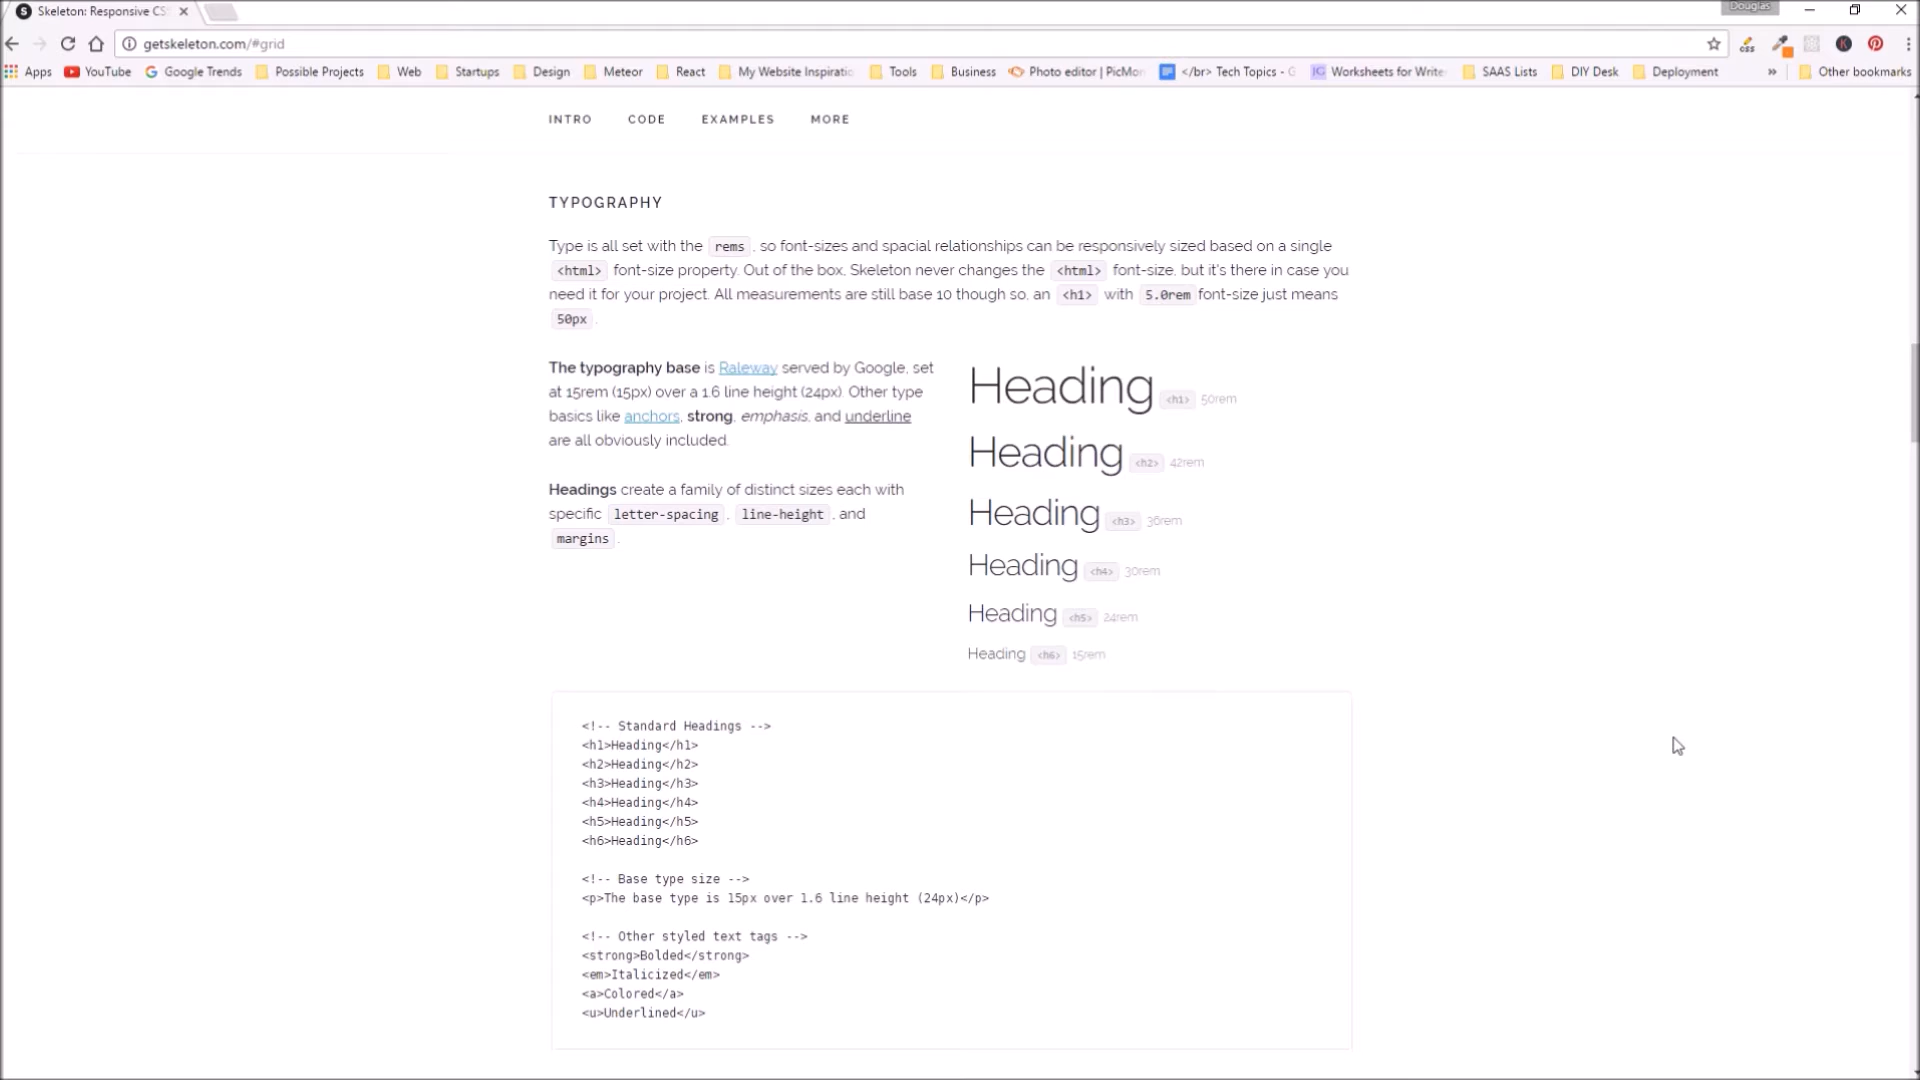 Skeleton: Responsive CS
Douglas
getskeleton.com/#grid
Apps YouTube Google Trends Possible Projects Web Startups Design Meteor React My Website Inspiratic Tools Business Photo editor | PicMon </br> Tech Topics - G Worksheets for Write SAAS Lists DIY Desk Deployment » Other bookmarks
INTRO CODE EXAMPLES MORE
TYPOGRAPHY
Type is all set with the rems , so font-sizes and spacial relationships can be responsively sized based on a single
<html> font-size property. Out of the box, Skeleton never changes the <html> font-size, but it's there in case you
need it for your project. All measurements are still base 10 though so, an <h1> with 5.0rem font-size just means
50px .
The typography base is Raleway served by Google, set
at 15rem (15px) over a 1.6 line height (24px). Other type
basics like anchors, strong, emphasis, and underline
are all obviously included.
Headings create a family of distinct sizes each with
specific letter-spacing , line-height , and
margins .
Heading <h1> 50rem
Heading <h2> 42rem
Heading <h3> 36rem
Heading <h4> 30rem
Heading <h5> 24rem
Heading <h6> 15rem
<!-- Standard Headings -->
<h1>Heading</h1>
<h2>Heading</h2>
<h3>Heading</h3>
<h4>Heading</h4>
<h5>Heading</h5>
<h6>Heading</h6>
<!-- Base type size -->
<p>The base type is 15px over 1.6 line height (24px)</p>
<!-- Other styled text tags -->
<strong>Bolded</strong>
<em>Italicized</em>
<a>Colored</a>
<u>Underlined</u>